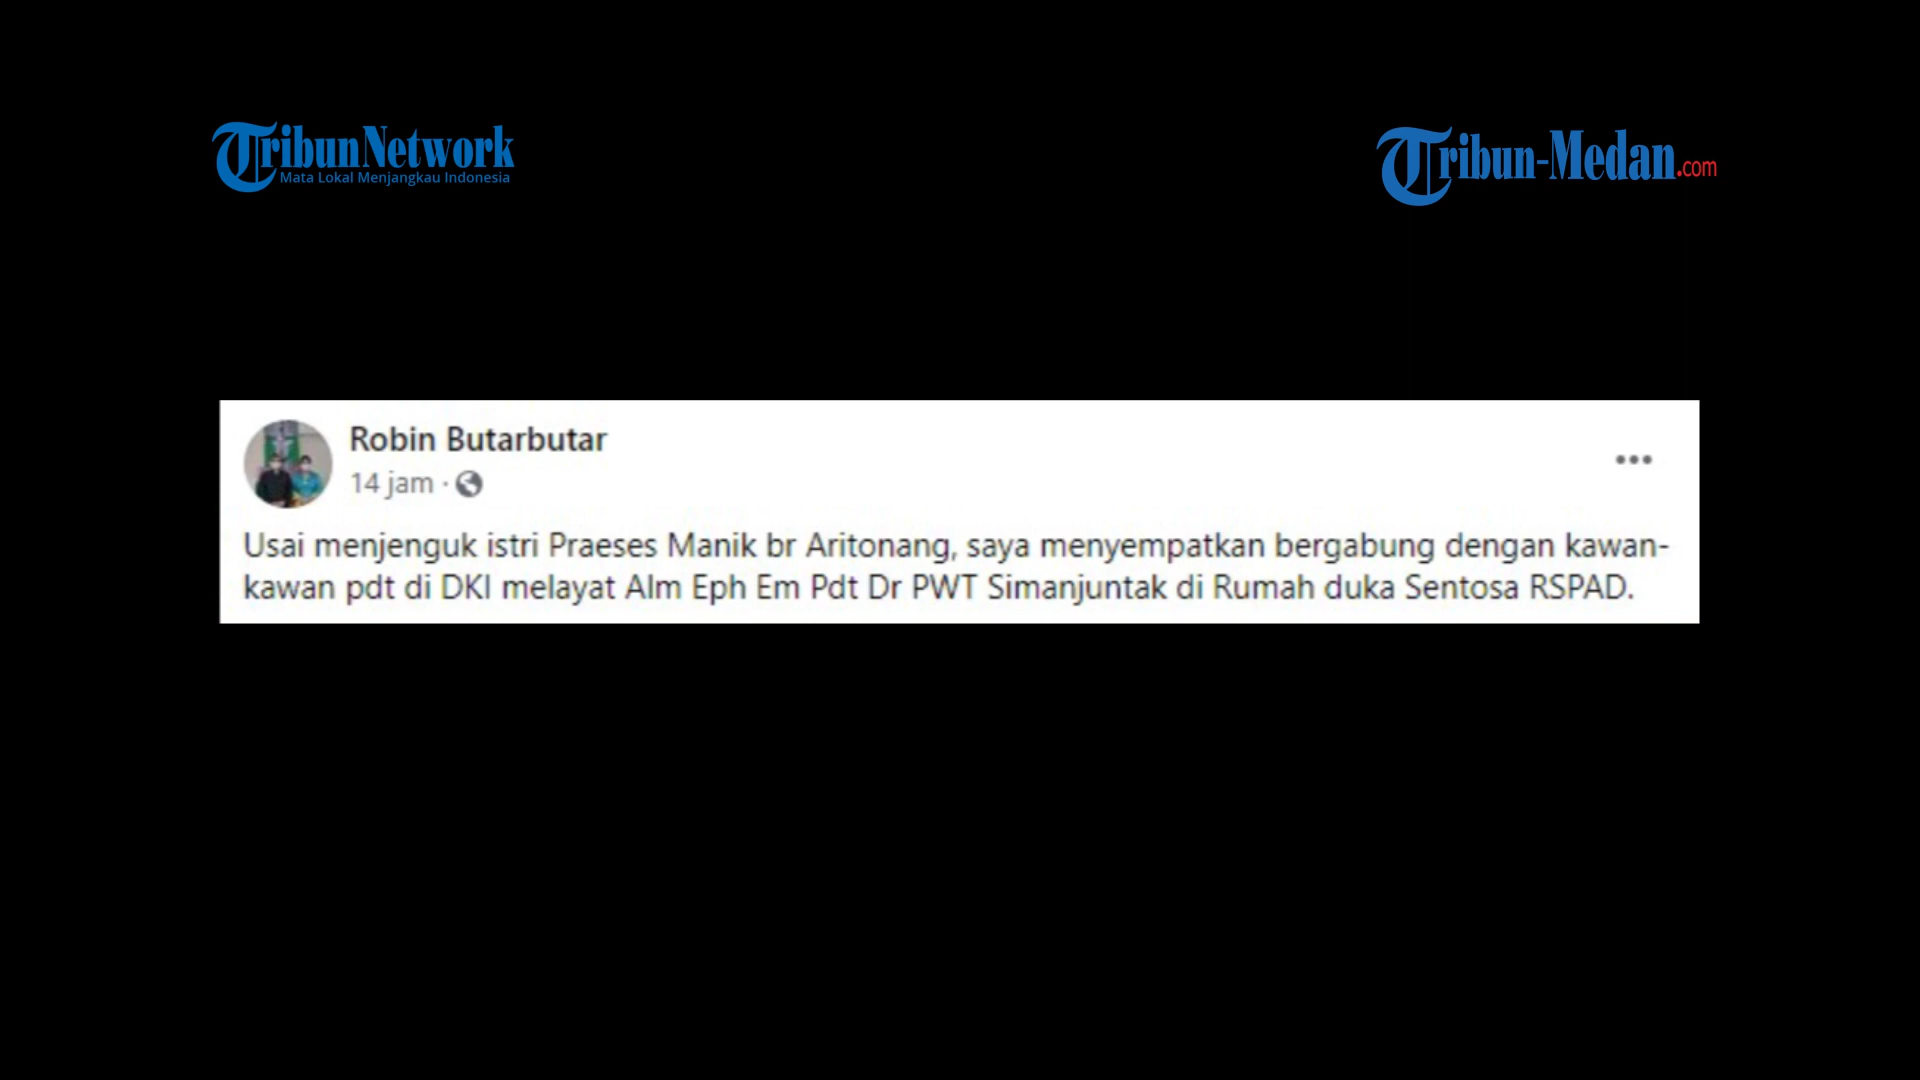 TribunNetwork
Mata Lokal Menjangkau Indonesia
Tribun-Medan.com
Robin Butarbutar
14 jam ·
Usai menjenguk istri Praeses Manik br Aritonang, saya menyempatkan bergabung dengan kawan-
kawan pdt di DKI melayat Alm Eph Em Pdt Dr PWT Simanjuntak di Rumah duka Sentosa RSPAD.